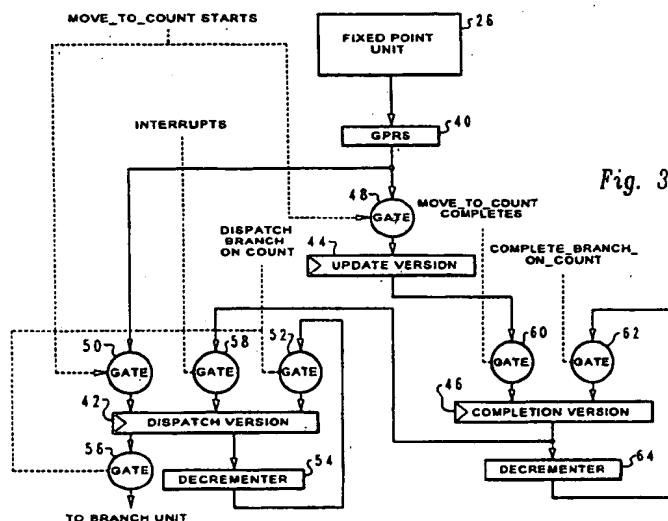 MOVE_TO_COUNT STARTS
FIXED POINT
UNIT
26
INTERRUPTS
GPRS
40
Fig. 3
48
GATE
MOVE_TO_COUNT
COMPLETES
DISPATCH
BRANCH
ON COUNT
44
UPDATE VERSION
COMPLETE_BRANCH_
ON_COUNT
50
GATE
58
GATE
52
GATE
60
GATE
62
GATE
42
DISPATCH VERSION
46
COMPLETION VERSION
56
GATE
DECREMENTER
54
DECREMENTER
64
TO BRANCH UNIT